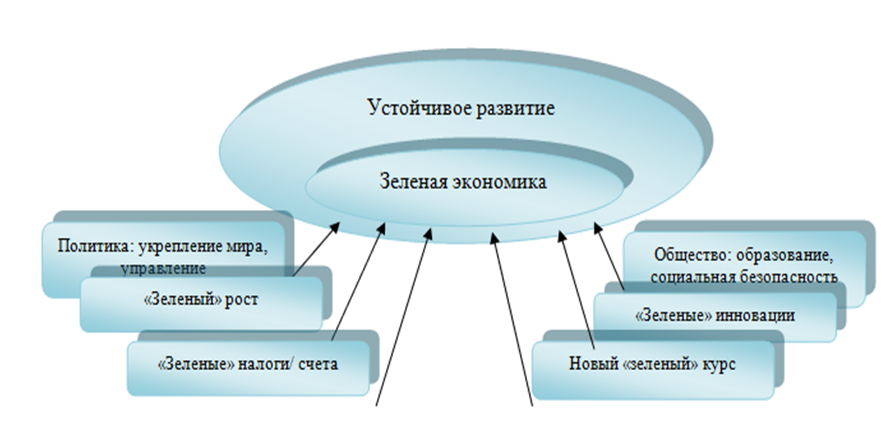 Устойчивое развитие
Зеленая экономика
Политика: укрепление мира,
управление
«Зеленый» рост
«Зеленые» налоги/ счета
Общество: образование,
социальная безопасность
«Зеленые» инновации
Новый «зеленый» курс